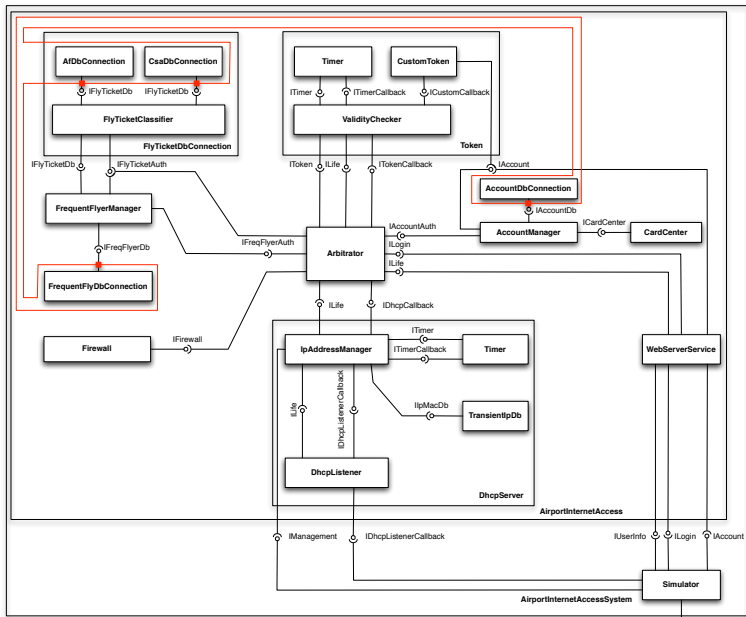 AfDbConnection
CsaDbConnection
Timer
CustomToken
IFlyTicketDb
IFlyTicketDb
ITimer
ITimerCallback
ICustomCallback
FlyTicketClassifier
ValidityChecker
FlyTicketDbConnection
Token
IFlyTicketDb
IFlyTicketAuth
IToken
ILife
ITokenCallback
IAccount
AccountDbConnection
FrequentFlyerManager
IAccountDb
IAccountAuth
AccountManager
ICardCenter
CardCenter
IFreqFlyerDb
IFreqFlyerAuth
Arbitrator
ILogin
ILife
FrequentFlyDbConnection
ILife
IDhcpCallback
IFirewall
Firewall
IpAddressManager
ITimer
ITimerCallback
Timer
WebServerService
ILife
IDhcpListenerCallback
IIpMacDb
TransientIpDb
DhcpListener
DhcpServer
AirportInternetAccess
IManagement
IDhcpListenerCallback
IUserInfo
ILogin
IAccount
Simulator
AirportInternetAccessSystem